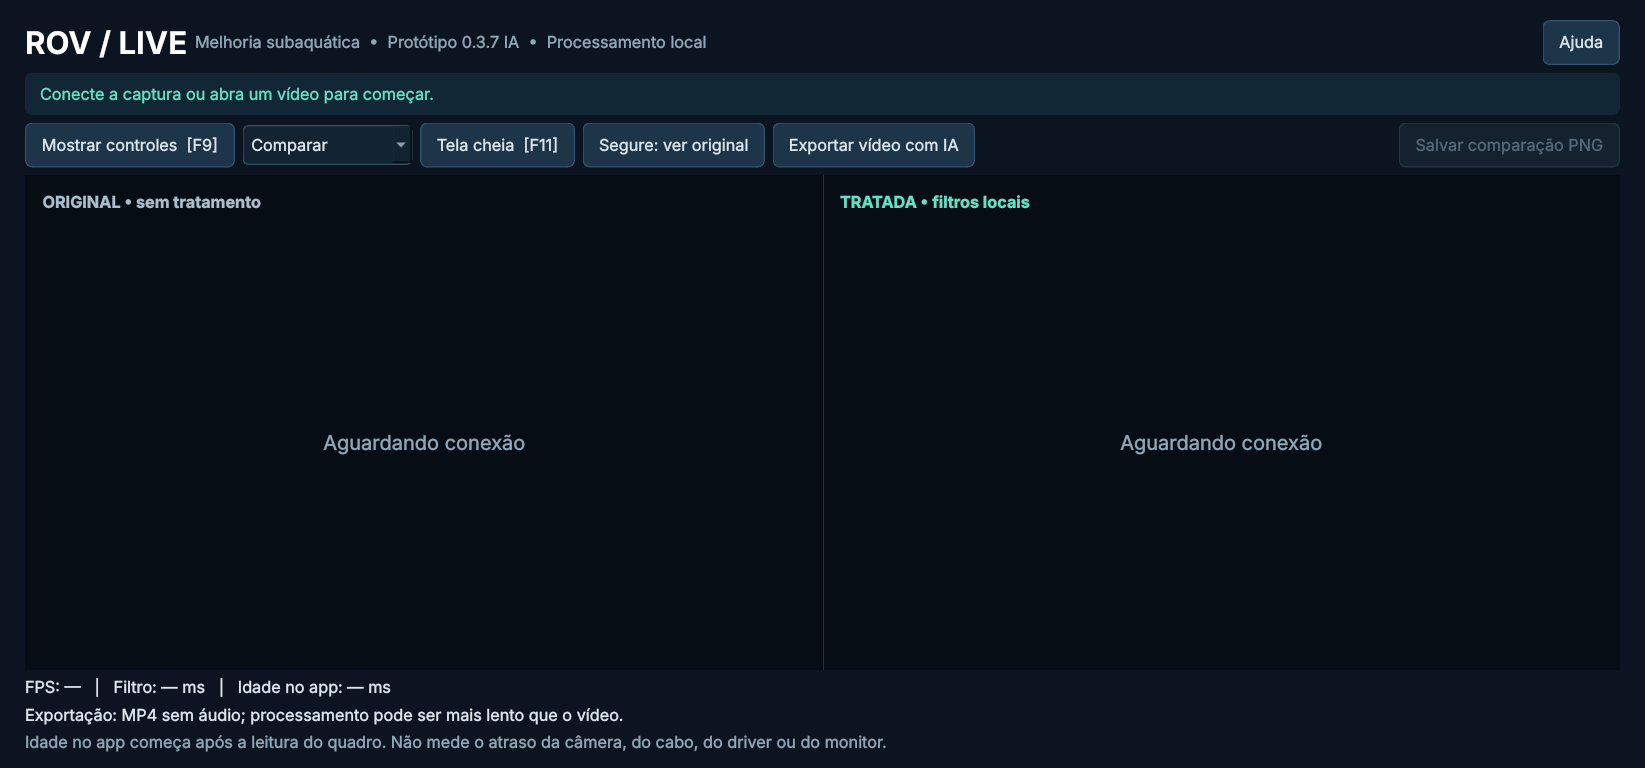 ROV / LIVE Melhoria subaquática • Protótipo 0.3.7 IA • Processamento local
Ajuda
Conecte a captura ou abra um vídeo para começar.
Mostrar controles [F9]
Comparar
Tela cheia [F11]
Segure: ver original
Exportar vídeo com IA
Salvar comparação PNG
ORIGINAL • sem tratamento
TRATADA • filtros locais
Aguardando conexão
Aguardando conexão
FPS: — | Filtro: — ms | Idade no app: — ms
Exportação: MP4 sem áudio; processamento pode ser mais lento que o vídeo.
Idade no app começa após a leitura do quadro. Não mede o atraso da câmera, do cabo, do driver ou do monitor.